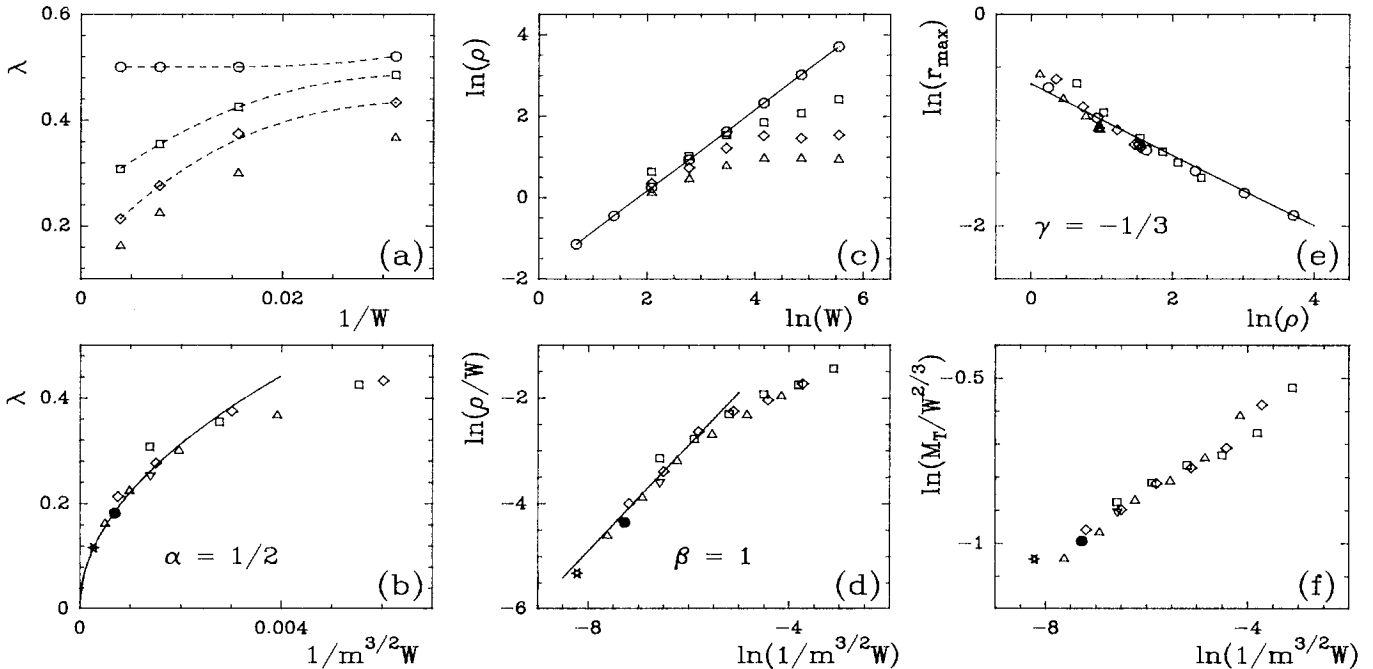 0.6
0.4
0.2
λ
(a)
0
0.02
1/W
4
2
0
−2
ln(ρ)
(c)
0
2
4
6
ln(W)
0
−2
ln(r_max)
γ = −1/3
(e)
0
2
4
ln(ρ)
0.4
0.2
0
λ
α = 1/2
(b)
0
0.004
1/m^{3/2}W
−2
−4
−6
ln(ρ/W)
β = 1
(d)
−8
−4
ln(1/m^{3/2}W)
−0.5
−1
ln(M_T/W^{2/3})
(f)
−8
−4
ln(1/m^{3/2}W)